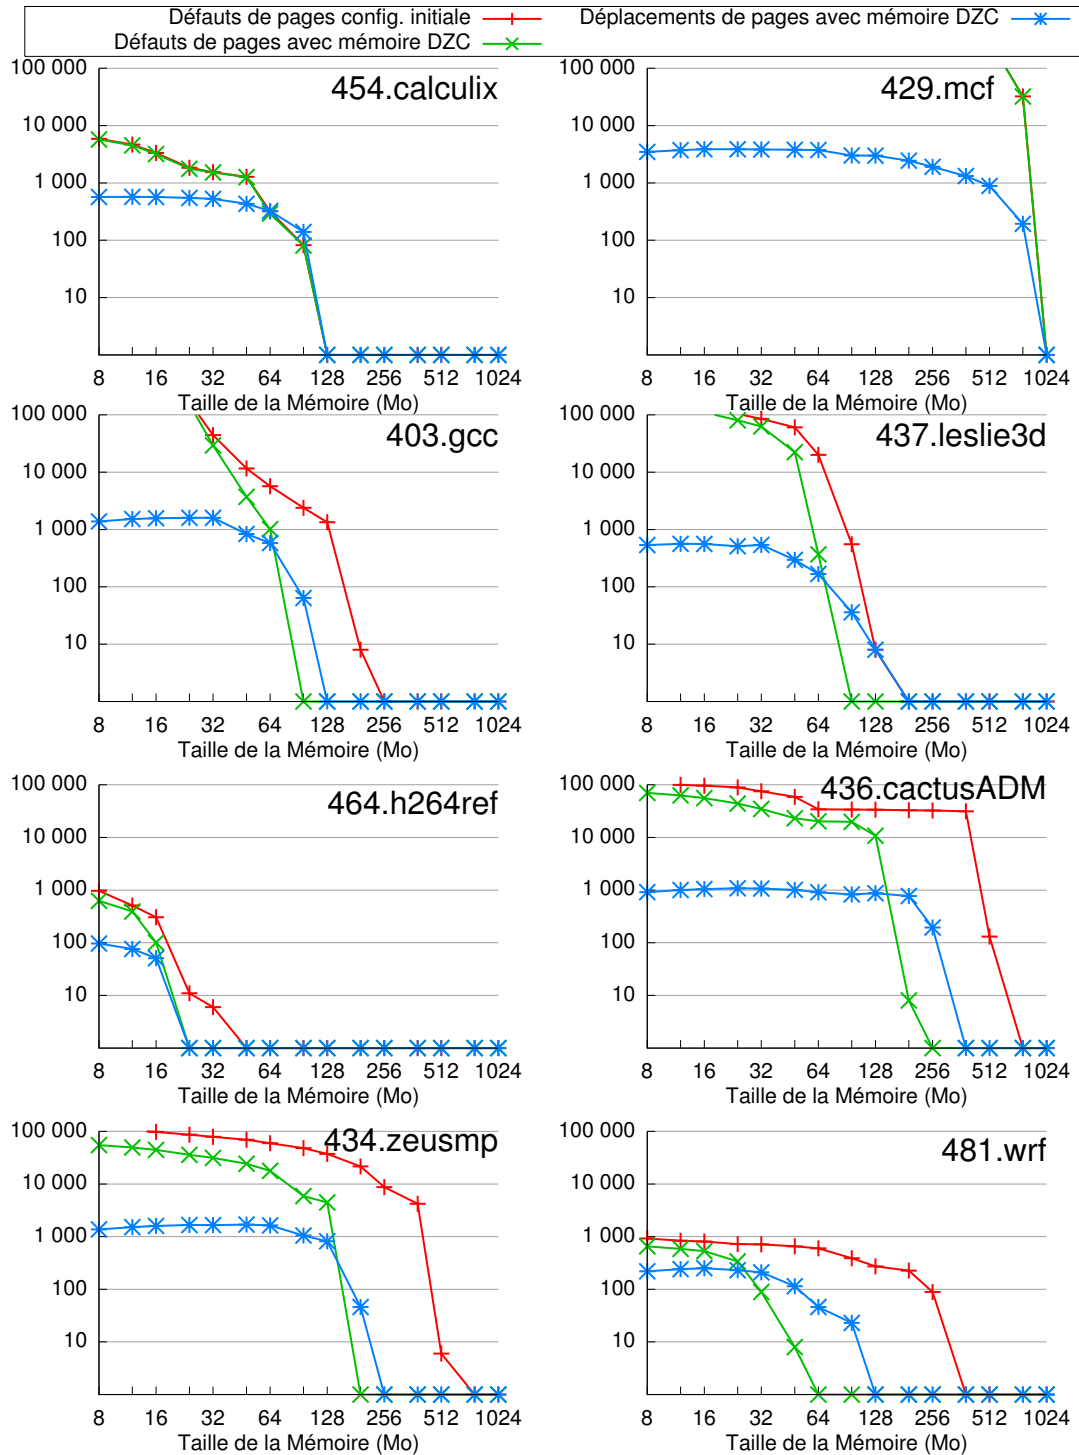 Défauts de pages config. initiale Déplacements de pages avec mémoire DZC
Défauts de pages avec mémoire DZC
454.calculix
100 000
10 000
1 000
100
10
8 16 32 64 128 256 512 1024
Taille de la Mémoire (Mo)
429.mcf
100 000
10 000
1 000
100
10
8 16 32 64 128 256 512 1024
Taille de la Mémoire (Mo)
403.gcc
100 000
10 000
1 000
100
10
8 16 32 64 128 256 512 1024
Taille de la Mémoire (Mo)
437.leslie3d
100 000
10 000
1 000
100
10
8 16 32 64 128 256 512 1024
Taille de la Mémoire (Mo)
464.h264ref
100 000
10 000
1 000
100
10
8 16 32 64 128 256 512 1024
Taille de la Mémoire (Mo)
436.cactusADM
100 000
10 000
1 000
100
10
8 16 32 64 128 256 512 1024
Taille de la Mémoire (Mo)
434.zeusmp
100 000
10 000
1 000
100
10
8 16 32 64 128 256 512 1024
Taille de la Mémoire (Mo)
481.wrf
100 000
10 000
1 000
100
10
8 16 32 64 128 256 512 1024
Taille de la Mémoire (Mo)